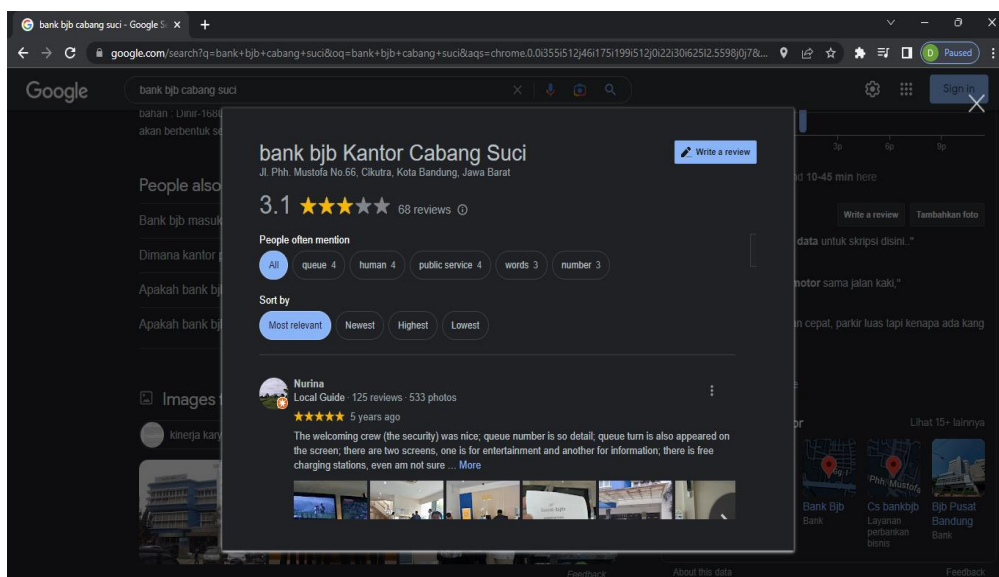 bank bjb cabang suci - Google S
google.com/search?q=bank+bjb+cabang+suci&oq=bank+bjb+cabang+suci&aqs=chrome.0.0i355i512j46i175i199i512j0i22i30i625l2.5598j0j7&...
D Paused
Google
bank bjb cabang suci
Sign in
akan berbentuk
People also
Bank bjb masuk
Dimana kantor
Apakah bank
Apakah bank
Images
kinerja
bank bjb Kantor Cabang Suci
Write a review
Jl. Phh. Mustofa No.66, Cikutra, Kota Bandung, Jawa Barat
3.1 68 reviews
People often mention
All
queue 4
human 4
public service 4
words 3
number 3
Sort by
Most relevant
Newest
Highest
Lowest
Nurina
Local Guide · 125 reviews · 533 photos
5 years ago
The welcoming crew (the security) was nice; queue number is so detail; queue turn is also appeared on
the screen; there are two screens, one is for entertainment and another for information; there is free
charging stations, even am not sure ... More
3p
6p
9p
10-45 min here
Write a review
Tambahkan foto
data untuk skripsi disini.."
motor sama jalan kaki,"
cepat, parkir luas tapi kenapa ada kang
Lihat 15+ lainnya
Phh. Mustofa
Bank Bjb
Bank
Cs bankbjb
Layanan
perbankan
bisnis
Bjb Pusat
Bandung
Bank
Feedback
About this data
Feedback